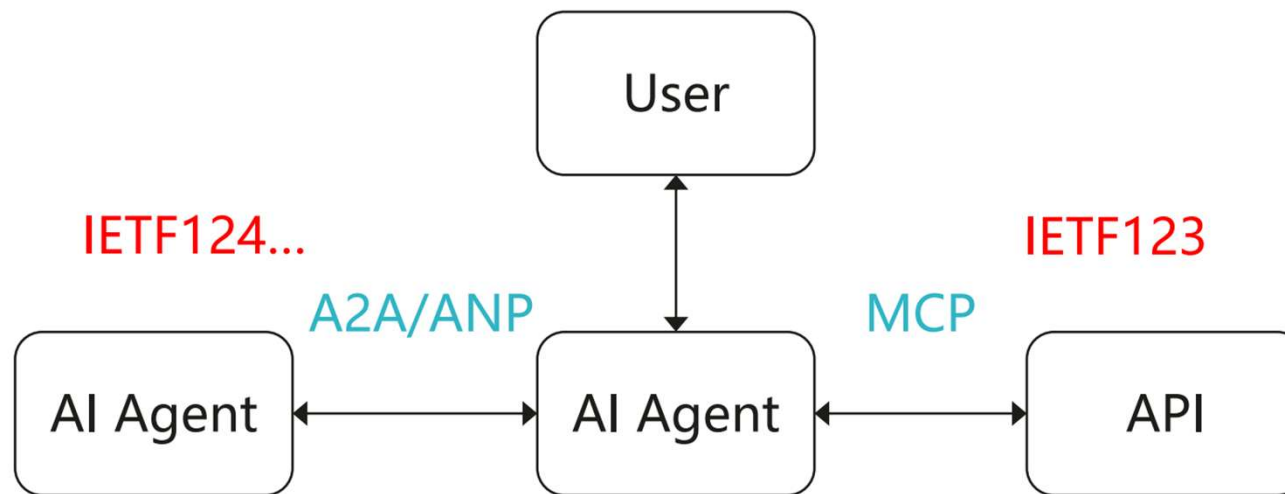 User
IETF124...
IETF123
A2A/ANP
MCP
AI Agent
AI Agent
API